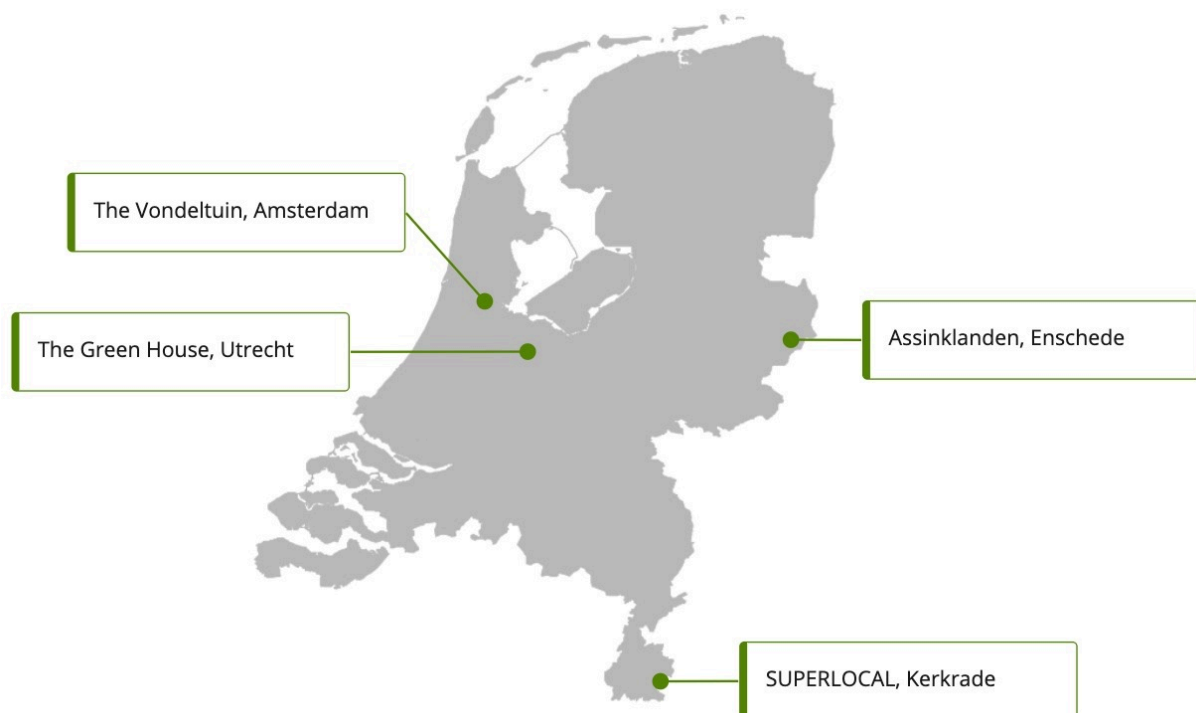 The Vondeltuin, Amsterdam
The Green House, Utrecht
Assinklanden, Enschede
SUPERLOCAL, Kerkrade